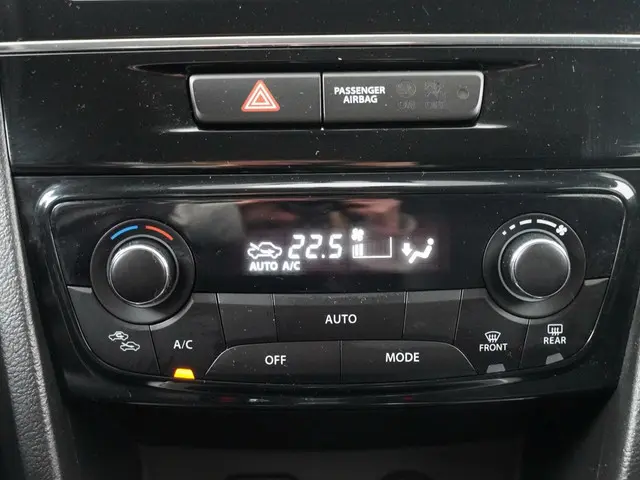 PASSENGER
AIRBAG
22.5
AUTO A/C
AUTO
A/C
OFF
MODE
FRONT
REAR